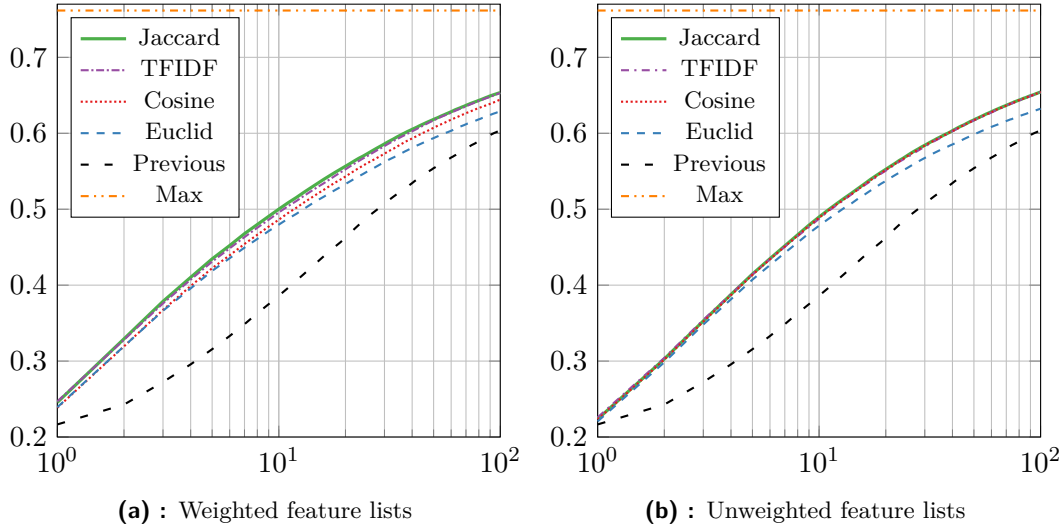 0.7
0.6
0.5
0.4
0.3
0.2
10^0
10^1
10^2
Jaccard
TFIDF
Cosine
Euclid
Previous
Max
(a) : Weighted feature lists
0.7
0.6
0.5
0.4
0.3
0.2
10^0
10^1
10^2
Jaccard
TFIDF
Cosine
Euclid
Previous
Max
(b) : Unweighted feature lists